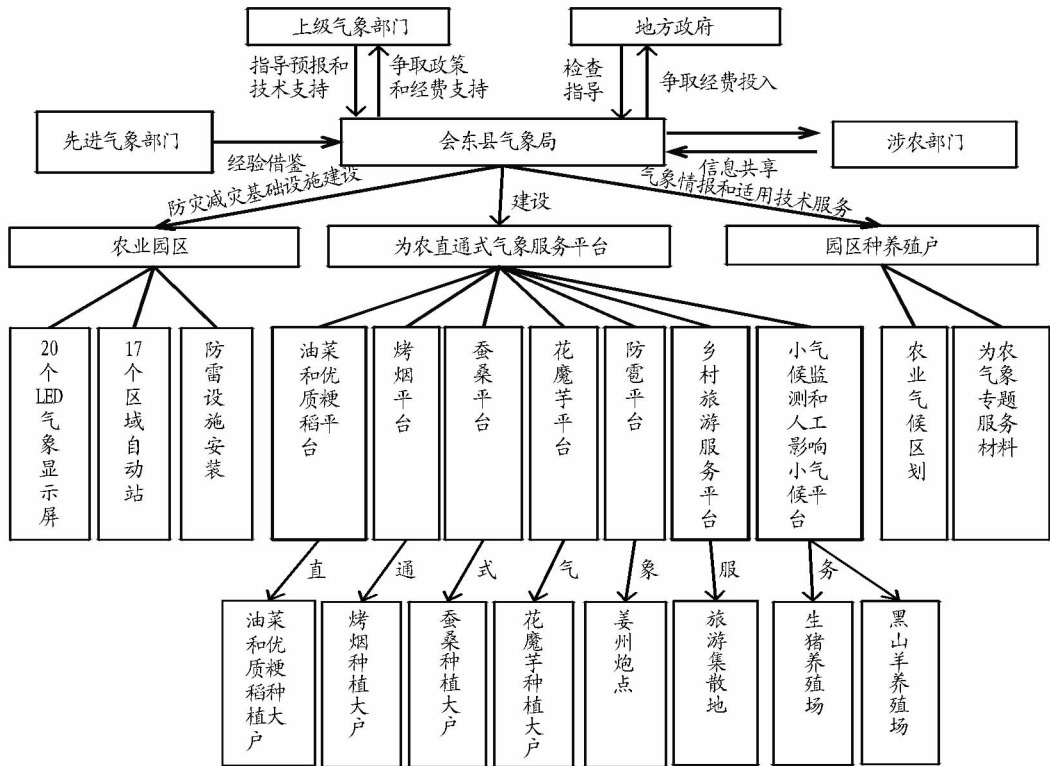 上级气象部门
地方政府
指导预报和
技术支持
争取政策
和经费支持
检查
指导
争取经费投入
先进气象部门
经验借鉴
会东县气象局
信息共享
涉农部门
防灾减灾基础设施建设
建设
气象情报和适用技术服务
农业园区
为农直通式气象服务平台
园区种养殖户
20个LED气象显示屏
17个区域自动站
防雷设施安装
油菜和优质粳稻平台
烤烟平台
蚕桑平台
花魔芋平台
防雹平台
乡村旅游服务平台
小气候监测和人工影响小气候平台
农业气候区划
为农气象专题服务材料
直通式气象服务
油菜和优质粳稻种植大户
烤烟种植大户
蚕桑种植大户
花魔芋种植大户
姜州炮点
旅游集散地
生猪养殖场
黑山羊养殖场